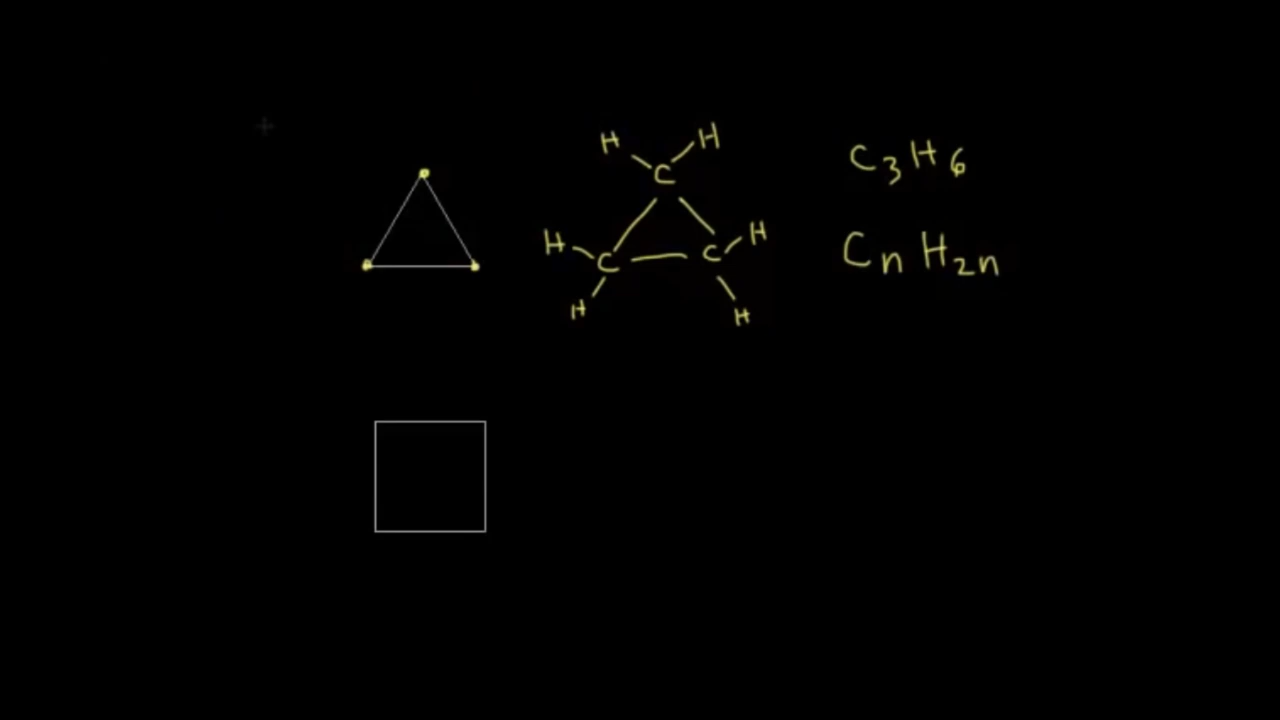 H H
C
C₃H₆
H C C H
H H
CₙH₂ₙ